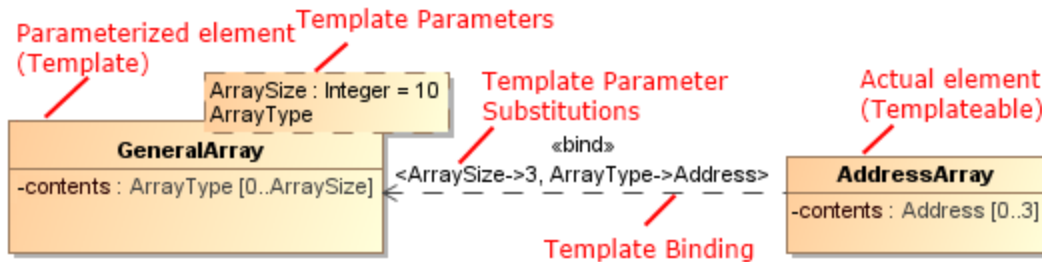 Parameterized element
(Template)
Template Parameters
ArraySize : Integer = 10
ArrayType
GeneralArray
-contents : ArrayType [0..ArraySize]
Template Parameter
Substitutions
«bind»
<ArraySize->3, ArrayType->Address>
Template Binding
Actual element
(Templateable)
AddressArray
-contents : Address [0..3]